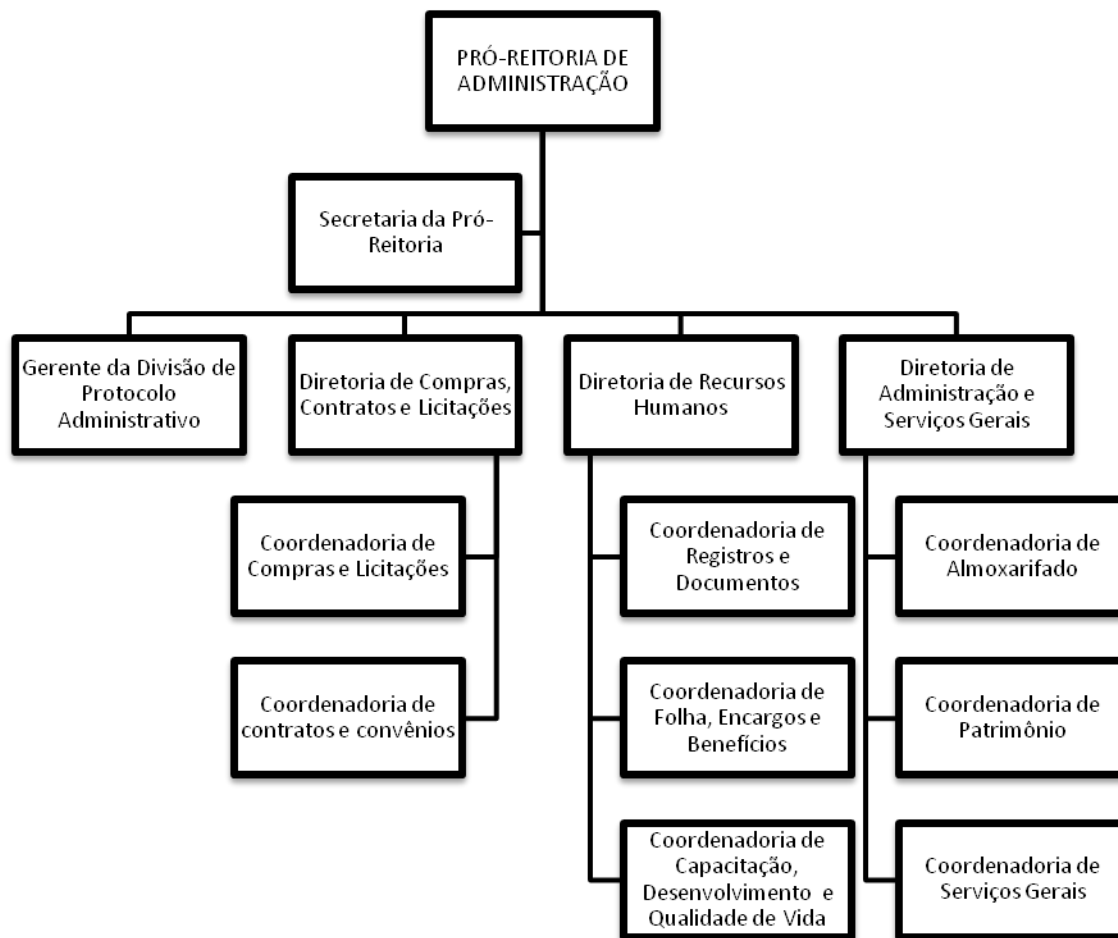 PRÓ-REITORIA DE
ADMINISTRAÇÃO
Secretaria da Pró-
Reitoria
Gerente da Divisão de
Protocolo
Administrativo
Diretoria de Compras,
Contratos e Licitações
Diretoria de Recursos
Humanos
Diretoria de
Administração e
Serviços Gerais
Coordenadoria de
Compras e Licitações
Coordenadoria de
contratos e convênios
Coordenadoria de
Registros e
Documentos
Coordenadoria de
Folha, Encargos e
Benefícios
Coordenadoria de
Capacitação,
Desenvolvimento e
Qualidade de Vida
Coordenadoria de
Almoxarifado
Coordenadoria de
Patrimônio
Coordenadoria de
Serviços Gerais